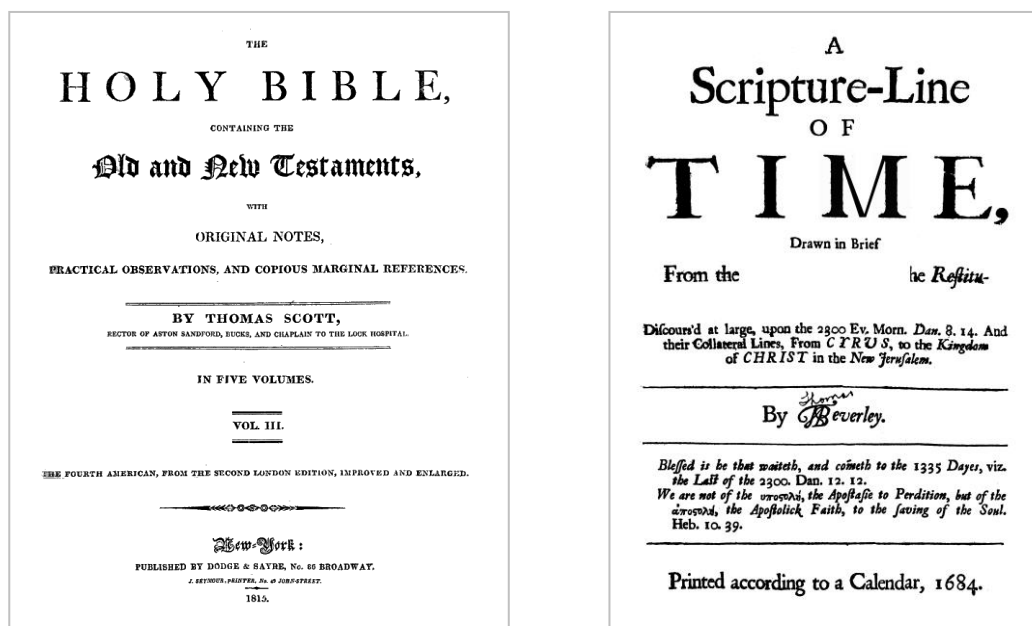 THE
HOLY BIBLE,
CONTAINING THE
Old and New Testaments,
WITH
ORIGINAL NOTES,
PRACTICAL OBSERVATIONS, AND COPIOUS MARGINAL REFERENCES.
BY THOMAS SCOTT,
RECTOR OF ASTON SANDFORD, BUCKS, AND CHAPLAIN TO THE LOCK HOSPITAL.
IN FIVE VOLUMES.
VOL. III.
THE FOURTH AMERICAN, FROM THE SECOND LONDON EDITION, IMPROVED AND ENLARGED.
New-York:
PUBLISHED BY DODGE & SAYRE, No. 86 BROADWAY.
J. SEYMOUR, PRINTER, No. 49 JOHN-STREET.
1815.
A
Scripture-Line
OF
TIME,
Drawn in Brief
From the he Reſtitu-
Diſcours'd at large, upon the 2300 Ev. Morn. Dan. 8. 14. And
their Collateral Lines, From CYRUS, to the Kingdom
of CHRIST in the New Jeruſalem.
Thomas
By Beverley.
Bleſſed is he that waiteth, and cometh to the 1335 Dayes, viz.
the Laſt of the 2300. Dan. 12. 12.
We are not of the the Apoſtaſie to Perdition, but of the
the Apoſtolick Faith, to the ſaving of the Soul.
Heb. 10. 39.
Printed according to a Calendar, 1684.